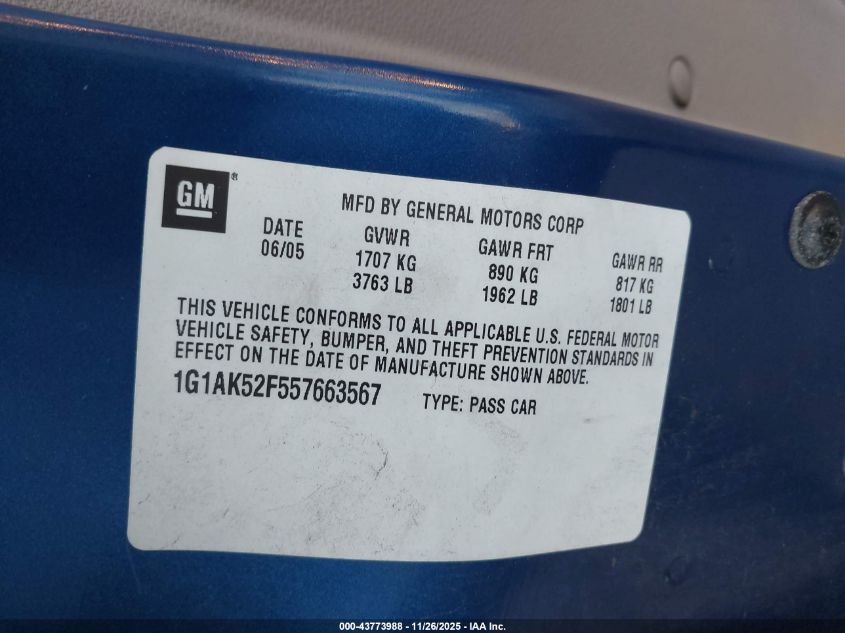 GM®
MFD BY GENERAL MOTORS CORP
DATE GVWR GAWR FRT GAWR RR
06/05 1707 KG 890 KG 817 KG
3763 LB 1962 LB 1801 LB
THIS VEHICLE CONFORMS TO ALL APPLICABLE U.S. FEDERAL MOTOR
VEHICLE SAFETY, BUMPER, AND THEFT PREVENTION STANDARDS IN
EFFECT ON THE DATE OF MANUFACTURE SHOWN ABOVE.
1G1AK52F557663567 TYPE: PASS CAR
000-43773988 - 11/26/2025 - IAA Inc.